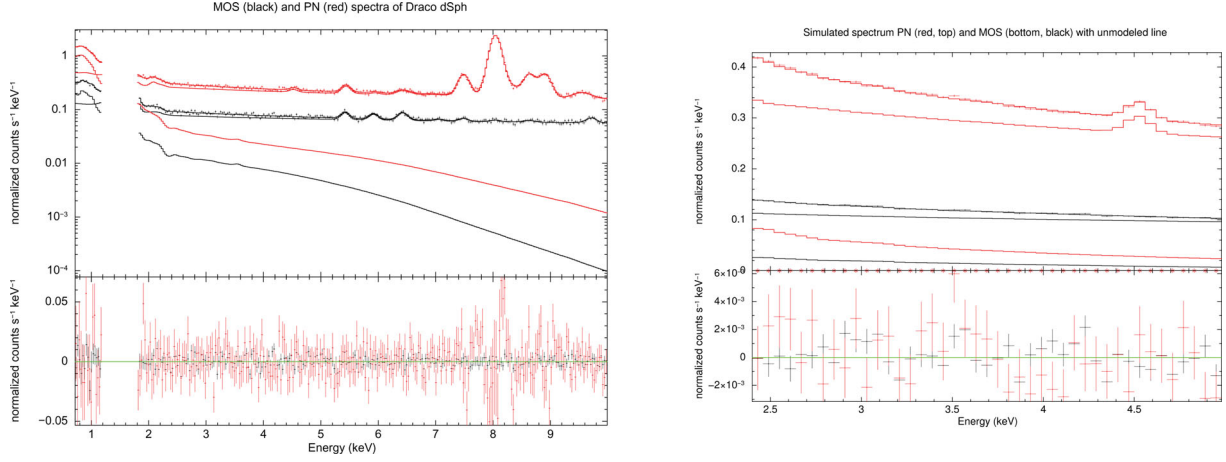 MOS (black) and PN (red) spectra of Draco dSph
normalized counts s⁻¹ keV⁻¹
1
0.1
0.01
10⁻³
10⁻⁴
normalized counts s⁻¹ keV⁻¹
0.05
0
−0.05
1 2 3 4 5 6 7 8 9
Energy (keV)
Simulated spectrum PN (red, top) and MOS (bottom, black) with unmodeled line
normalized counts s⁻¹ keV⁻¹
0.4
0.3
0.2
0.1
0
normalized counts s⁻¹ keV⁻¹
6×10⁻³
4×10⁻³
2×10⁻³
0
−2×10⁻³
2.5 3 3.5 4 4.5
Energy (keV)